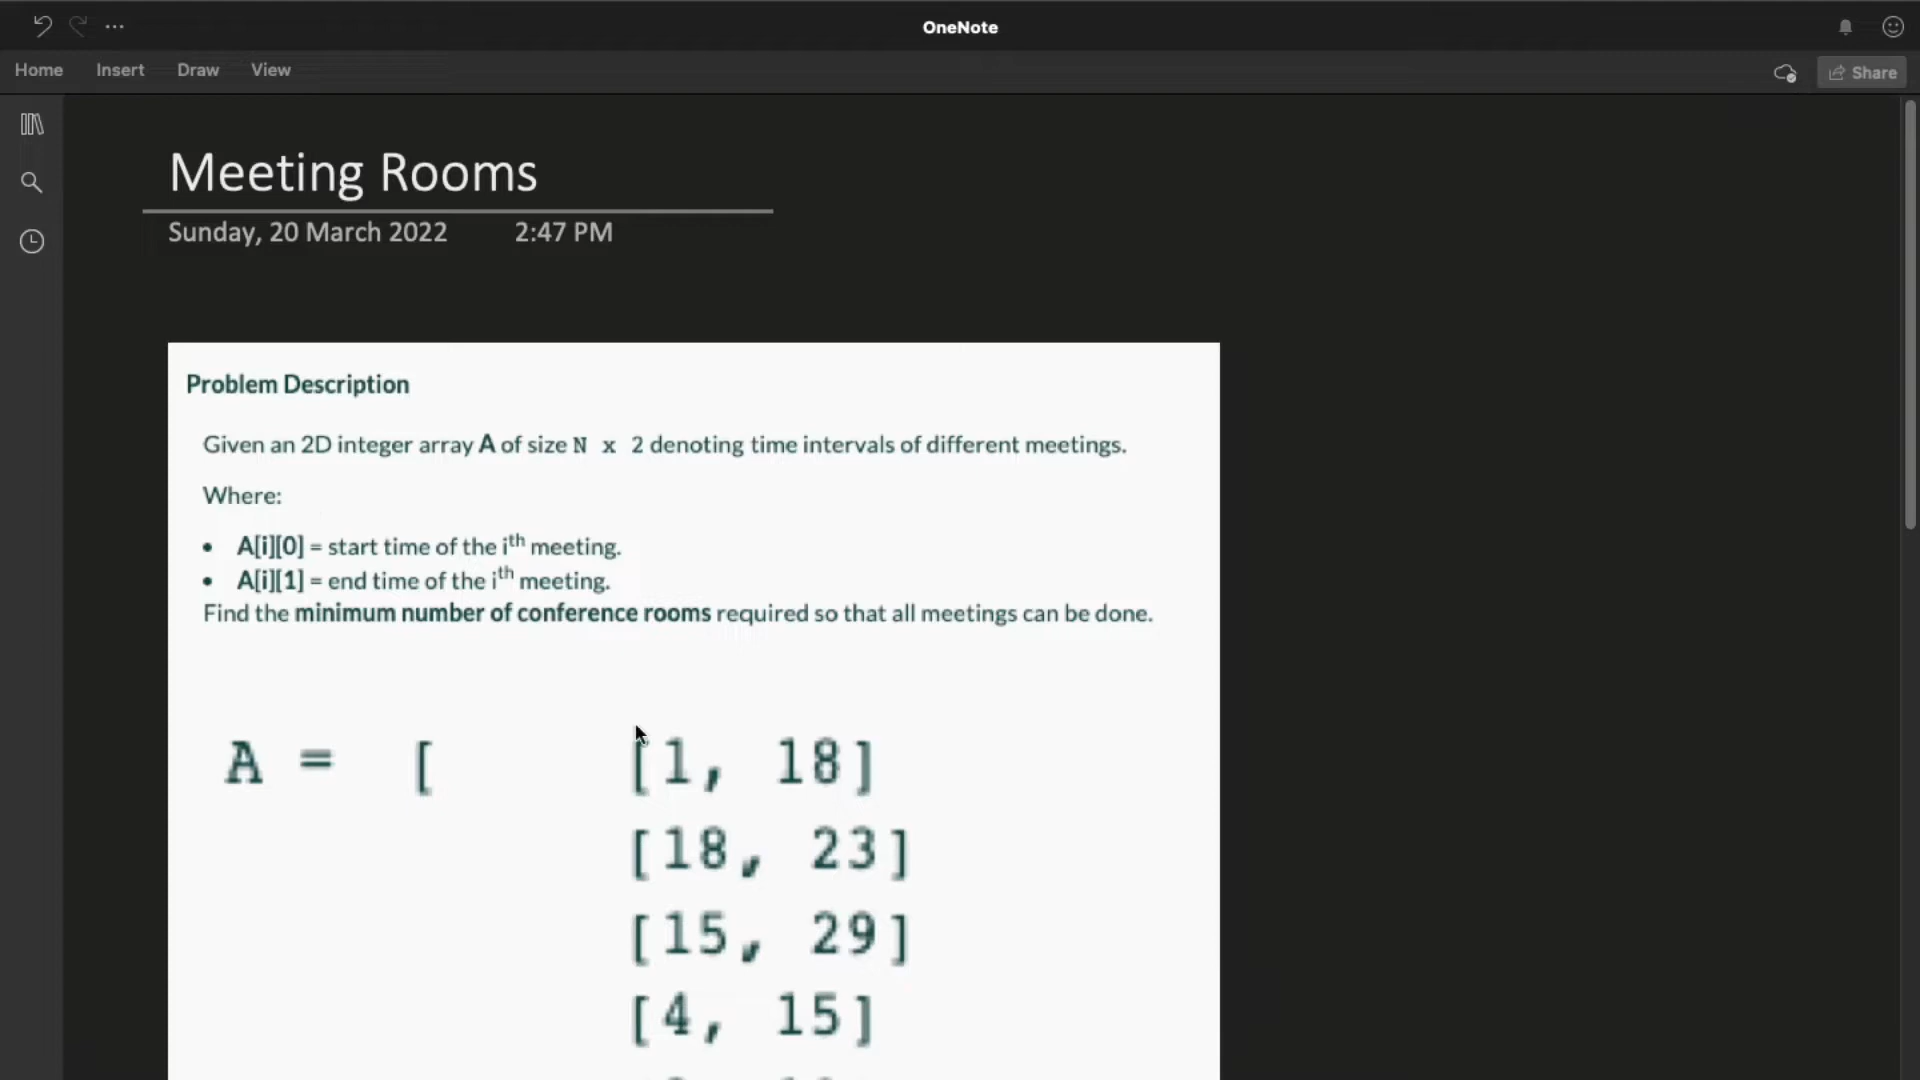 OneNote
Home Insert Draw View
Share
Meeting Rooms
Sunday, 20 March 2022 2:47 PM
Problem Description
Given an 2D integer array A of size N x 2 denoting time intervals of different meetings.
Where:
• A[i][0] = start time of the ith meeting.
• A[i][1] = end time of the ith meeting.
Find the minimum number of conference rooms required so that all meetings can be done.
A = [ [1, 18]
[18, 23]
[15, 29]
[4, 15]